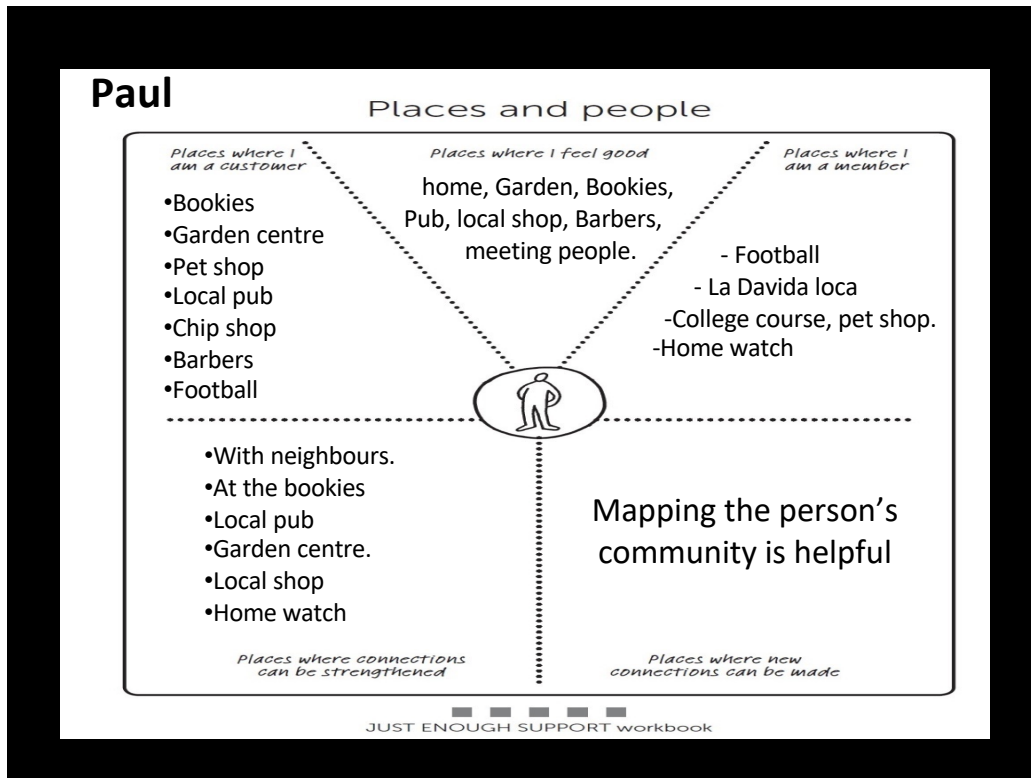 Paul
Places and people
Places where I
am a customer
•Bookies
•Garden centre
•Pet shop
•Local pub
•Chip shop
•Barbers
•Football
Places where I feel good
home, Garden, Bookies,
Pub, local shop, Barbers,
meeting people.
Places where I
am a member
- Football
- La Davida loca
-College course, pet shop.
-Home watch
•With neighbours.
•At the bookies
•Local pub
•Garden centre.
•Local shop
•Home watch
Places where connections
can be strengthened
Mapping the person’s
community is helpful
Places where new
connections can be made
JUST ENOUGH SUPPORT workbook